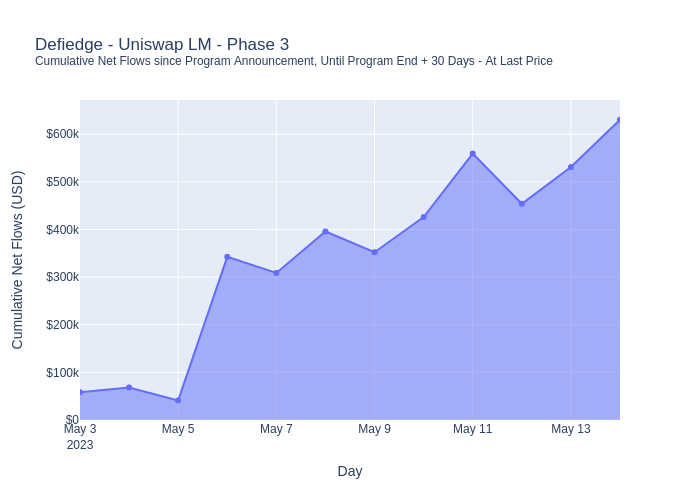 Defiedge - Uniswap LM - Phase 3
Cumulative Net Flows since Program Announcement, Until Program End + 30 Days - At Last Price
Cumulative Net Flows (USD)
$600k
$500k
$400k
$300k
$200k
$100k
$0
May 3
2023
May 5
May 7
May 9
May 11
May 13
Day